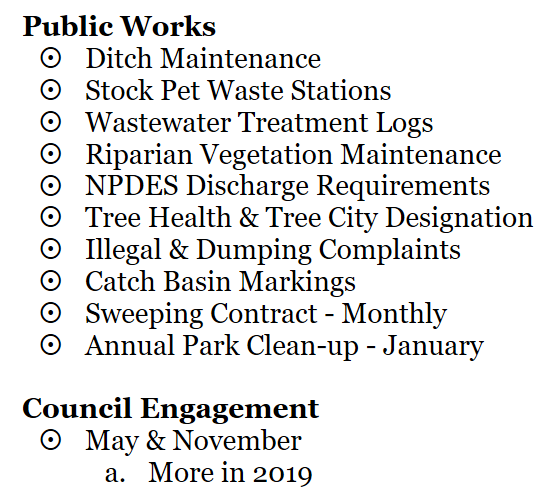 Public Works
☉ Ditch Maintenance
☉ Stock Pet Waste Stations
☉ Wastewater Treatment Logs
☉ Riparian Vegetation Maintenance
☉ NPDES Discharge Requirements
☉ Tree Health & Tree City Designation
☉ Illegal & Dumping Complaints
☉ Catch Basin Markings
☉ Sweeping Contract - Monthly
☉ Annual Park Clean-up - January
Council Engagement
☉ May & November
a. More in 2019